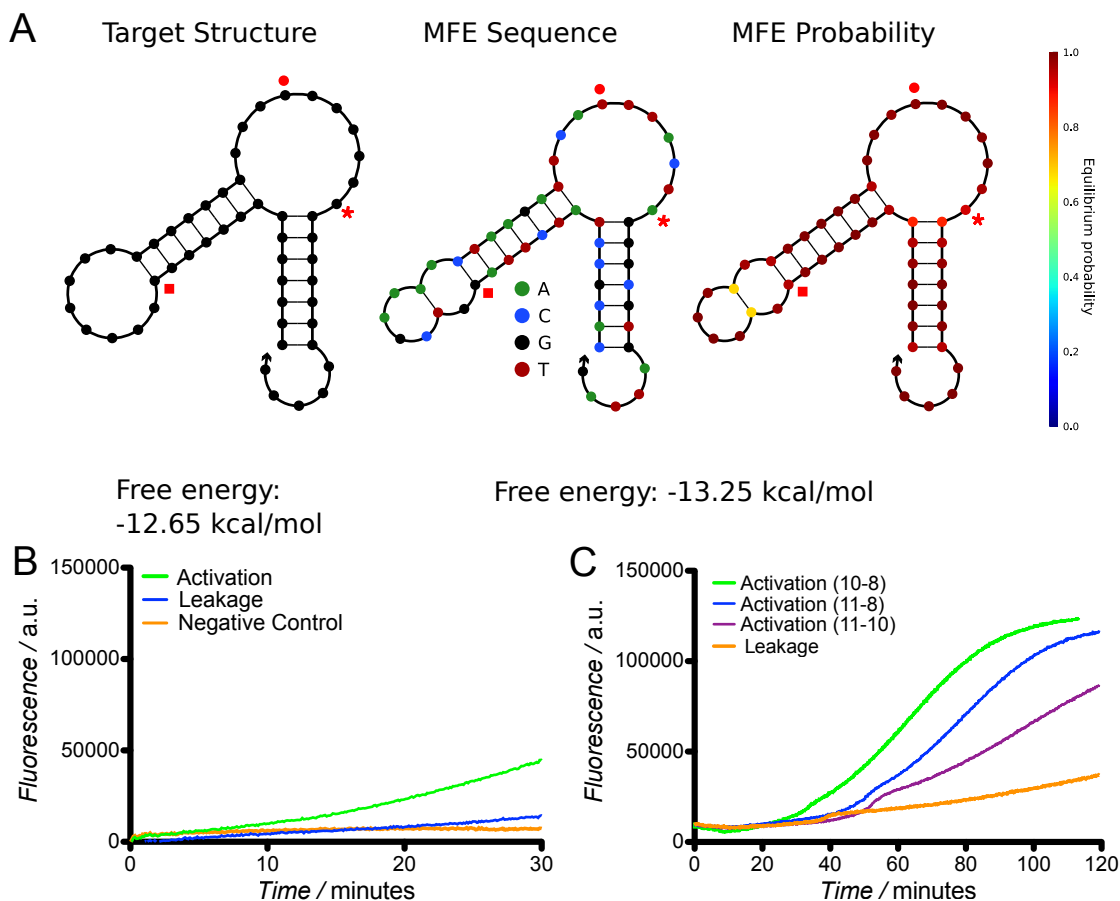 A
Target Structure
MFE Sequence
MFE Probability
A
C
G
T
1.0
0.8
0.6
0.4
0.2
0.0
Equilibrium probability
Free energy:
-12.65 kcal/mol
Free energy: -13.25 kcal/mol
B
150000
100000
50000
0
Fluorescence / a.u.
Activation
Leakage
Negative Control
0
10
20
30
Time / minutes
C
150000
100000
50000
0
Fluorescence / a.u.
Activation (10-8)
Activation (11-8)
Activation (11-10)
Leakage
0
20
40
60
80
100
120
Time / minutes